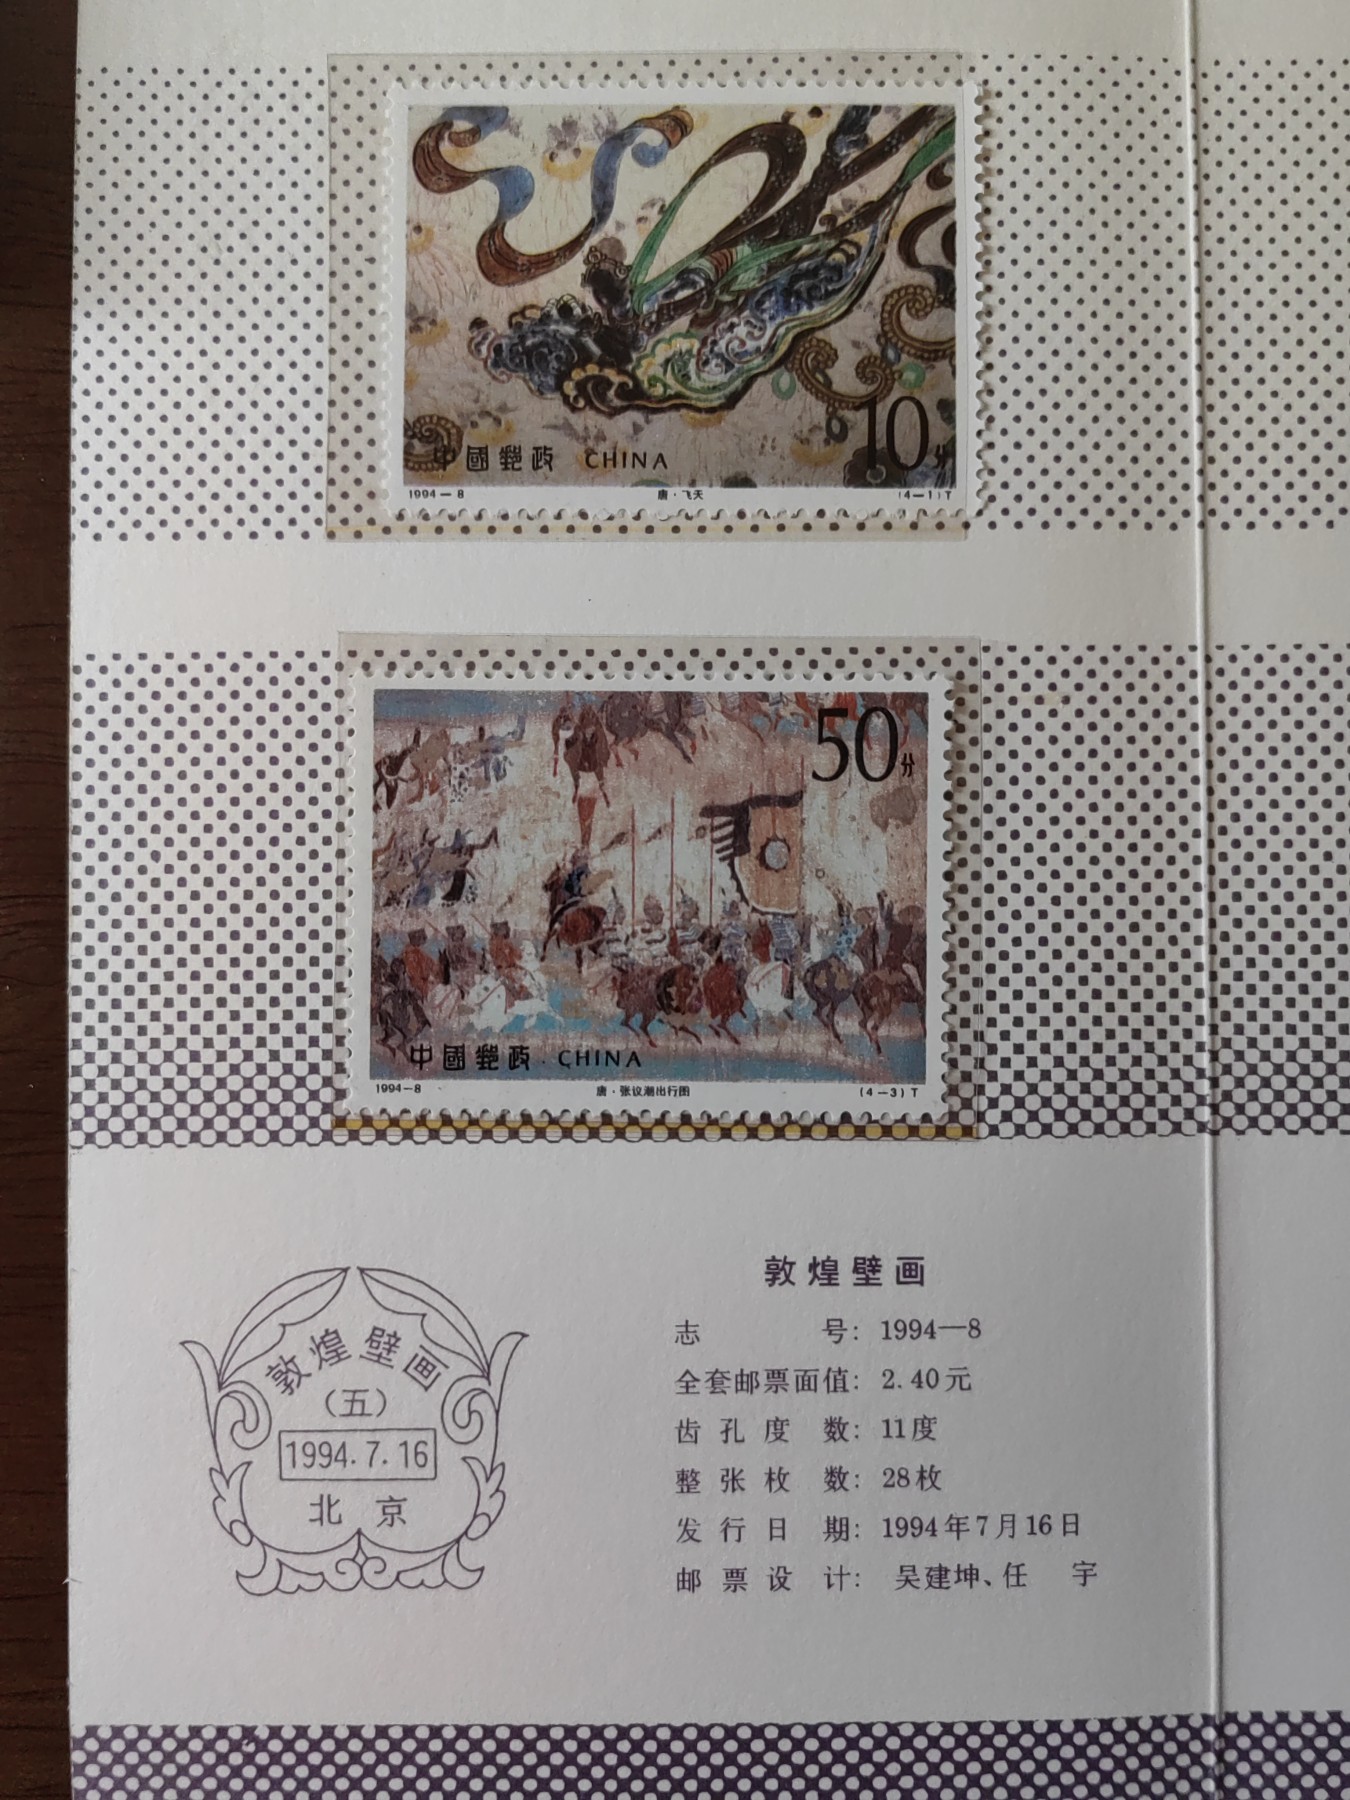 10分
中國郵政 CHINA
1994—8 唐·飞天 (4—1)T
50分
中國郵政·CHINA
1994—8 唐·张议潮出行图 (4—3)T
敦煌壁画
(五)
1994.7.16
北京
敦煌壁画
志号：1994—8
全套邮票面值：2.40元
齿孔度数：11度
整张枚数：28枚
发行日期：1994年7月16日
邮票设计：吴建坤、任 宇